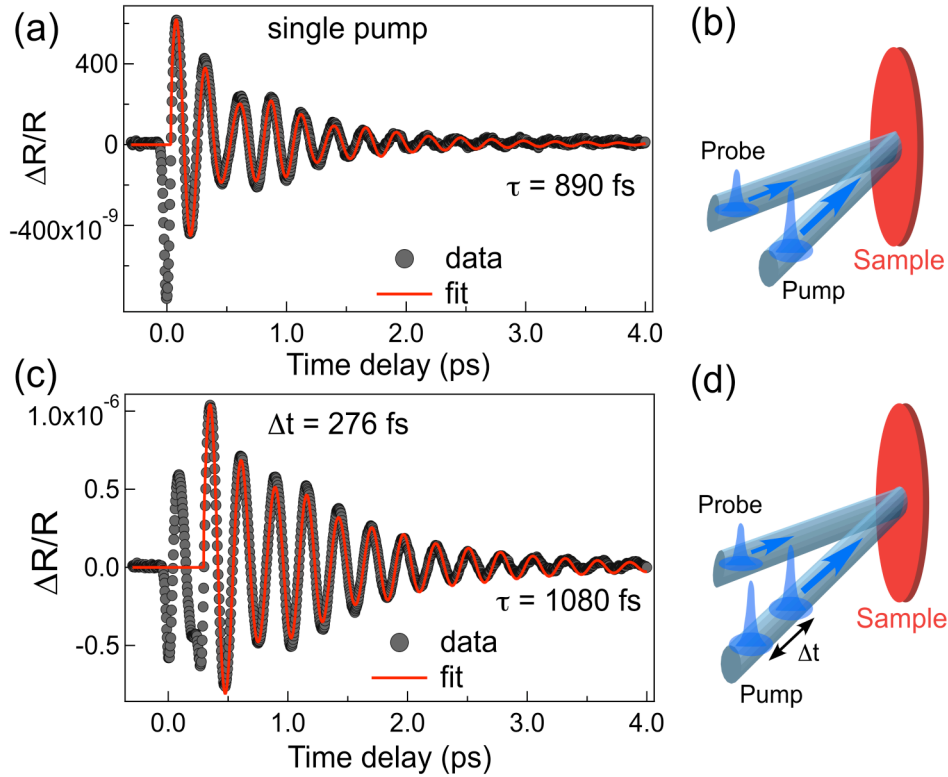 (a)
single pump
400
0
-400x10⁻⁹
ΔR/R
τ = 890 fs
data
fit
0.0 1.0 2.0 3.0 4.0
Time delay (ps)
(b)
Probe
Pump
Sample
(c)
1.0x10⁻⁶
0.5
0.0
-0.5
ΔR/R
Δt = 276 fs
τ = 1080 fs
data
fit
0.0 1.0 2.0 3.0 4.0
Time delay (ps)
(d)
Probe
Δt
Pump
Sample